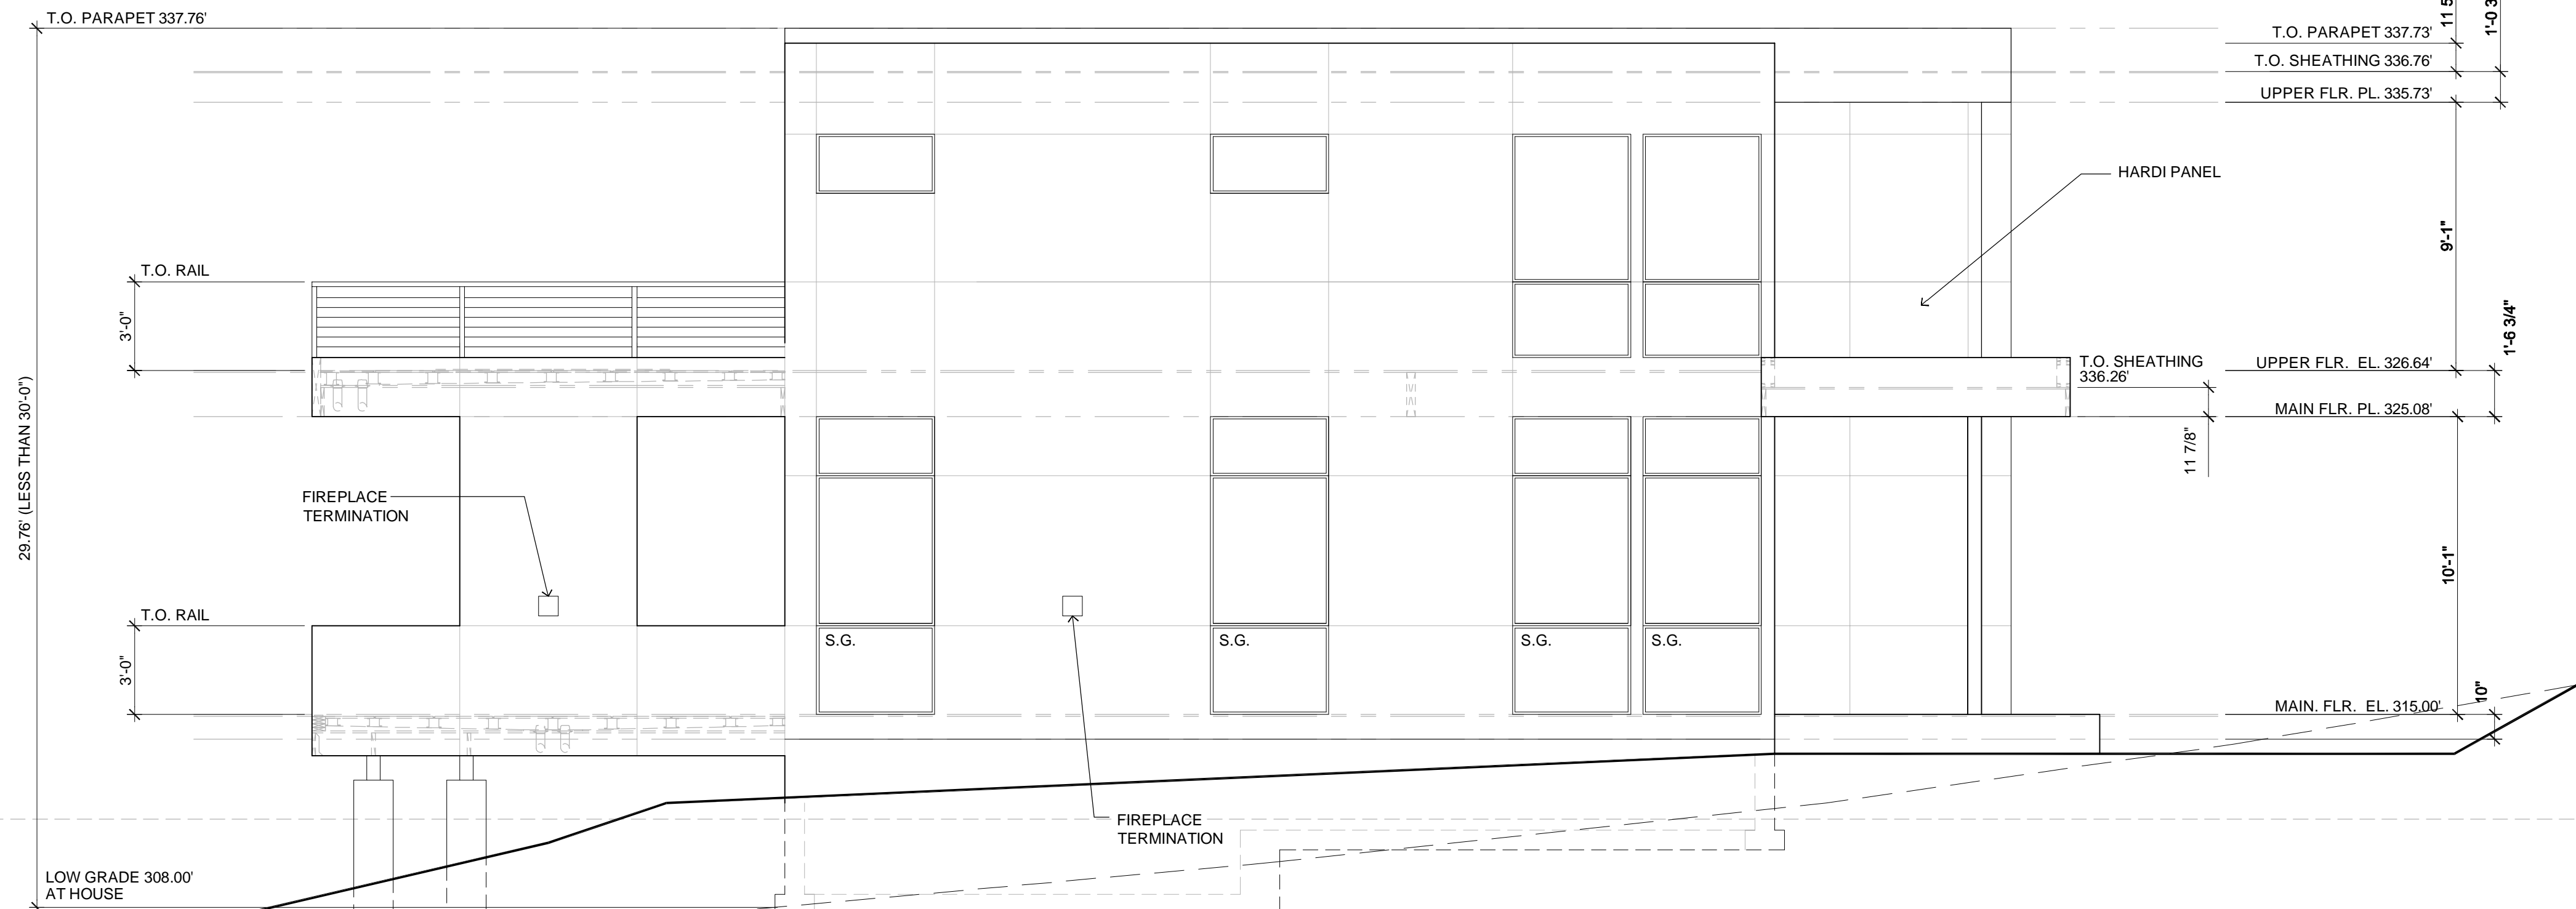 T.O. PARAPET 337.76'
T.O. PARAPET 337.73'
T.O. SHEATHING 336.76'
UPPER FLR. PL. 335.73'
HARDI PANEL
9'-1"
T.O. RAIL
3'-0"
1'-6 3/4"
T.O. SHEATHING
336.26'
UPPER FLR. EL. 326.64'
MAIN FLR. PL. 325.08'
11 7/8"
29.76' (LESS THAN 30'-0")
FIREPLACE
TERMINATION
10'-1"
T.O. RAIL
S.G.
S.G.
S.G.
S.G.
3'-0"
10"
MAIN. FLR. EL. 315.00'
FIREPLACE
TERMINATION
LOW GRADE 308.00'
AT HOUSE